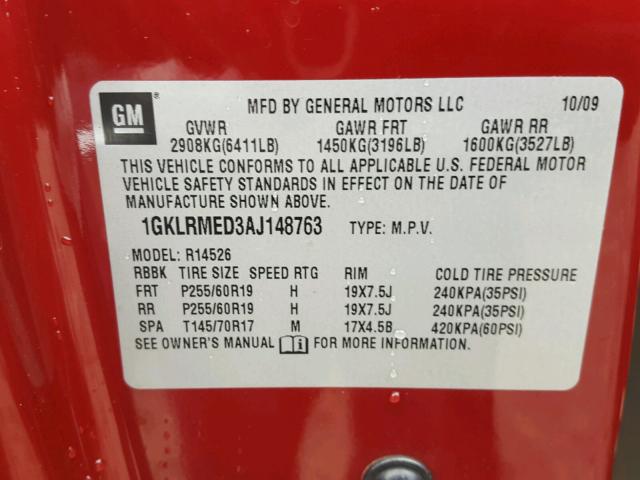 GM ® MFD BY GENERAL MOTORS LLC 10/09
GVWR GAWR FRT GAWR RR
2908KG(6411LB) 1450KG(3196LB) 1600KG(3527LB)
THIS VEHICLE CONFORMS TO ALL APPLICABLE U.S. FEDERAL MOTOR
VEHICLE SAFETY STANDARDS IN EFFECT ON THE DATE OF
MANUFACTURE SHOWN ABOVE.
1GKLRMED3AJ148763 TYPE: M.P.V.
MODEL: R14526
RBBK TIRE SIZE SPEED RTG RIM COLD TIRE PRESSURE
FRT P255/60R19 H 19X7.5J 240KPA(35PSI)
RR P255/60R19 H 19X7.5J 240KPA(35PSI)
SPA T145/70R17 M 17X4.5B 420KPA(60PSI)
SEE OWNER'S MANUAL FOR MORE INFORMATION.